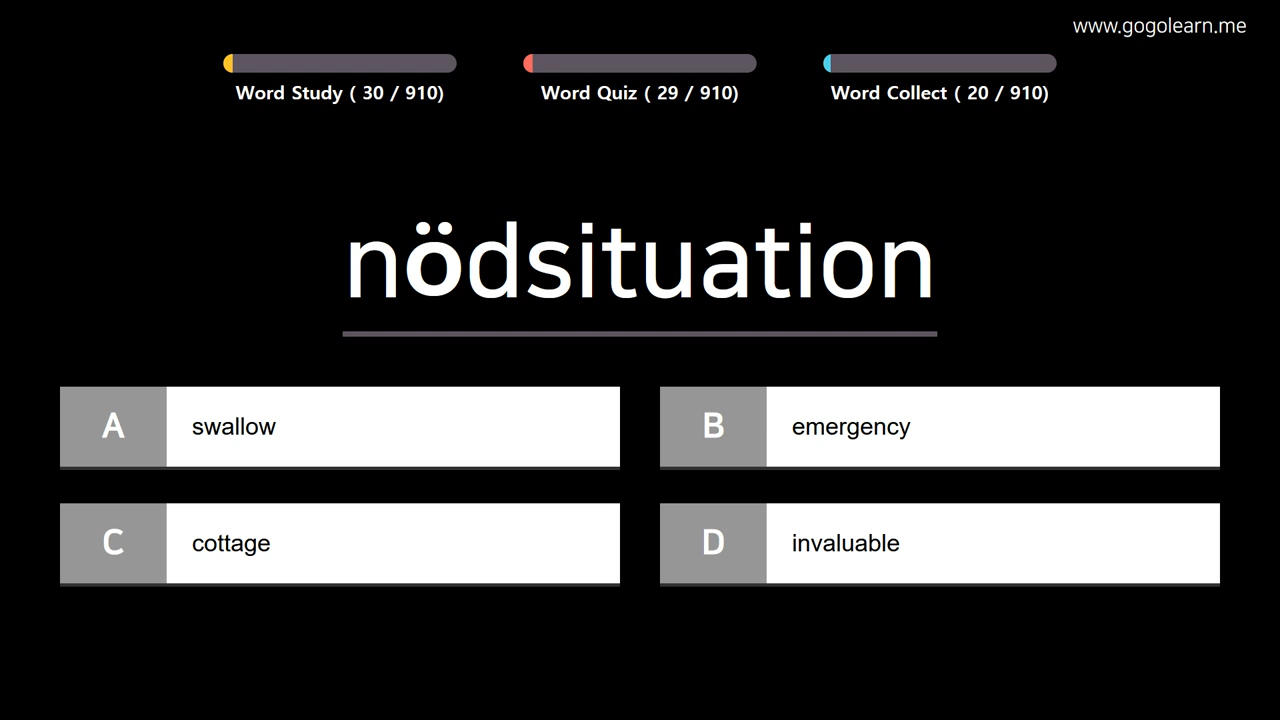 www.gogolearn.me
Word Study ( 30 / 910)
Word Quiz ( 29 / 910)
Word Collect ( 20 / 910)
nödsituation
A swallow
B emergency
C cottage
D invaluable